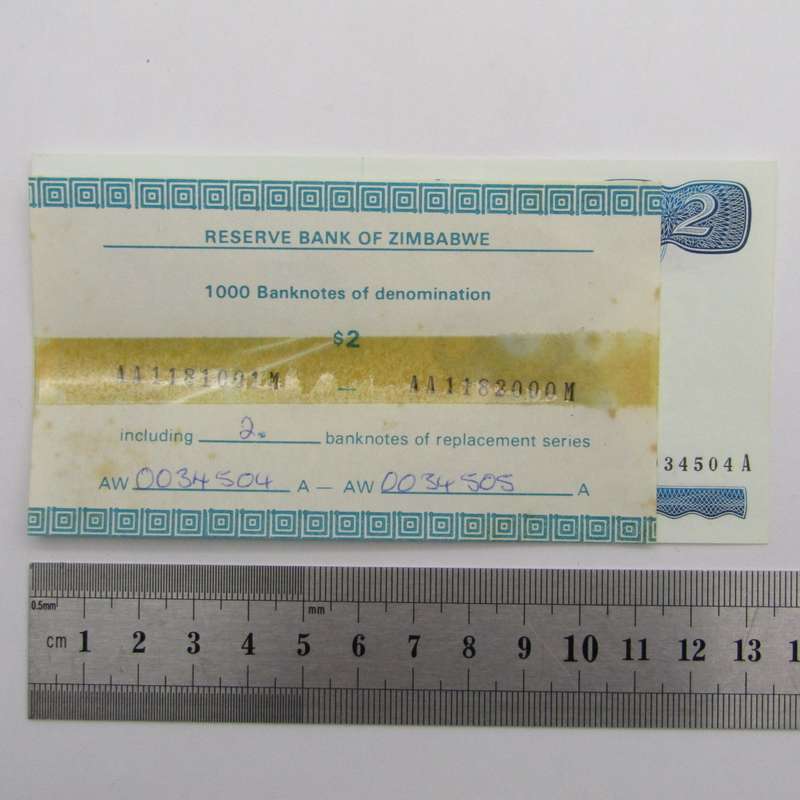 RESERVE BANK OF ZIMBABWE
2
1000 Banknotes of denomination
$2
AA1181001M — AA1182000M
including 2. banknotes of replacement series
034504A
AW 0034504 A — AW 0034505 A
0.5mm mm
cm 1 2 3 4 5 6 7 8 9 10 11 12 13 1